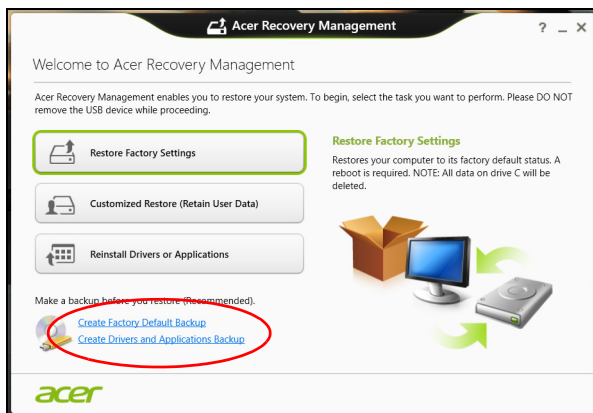 Acer Recovery Management
? _ X
Welcome to Acer Recovery Management
Acer Recovery Management enables you to restore your system. To begin, select the task you want to perform. Please DO NOT
remove the USB device while proceeding.
Restore Factory Settings
Customized Restore (Retain User Data)
Reinstall Drivers or Applications
Restore Factory Settings
Restores your computer to its factory default status. A
reboot is required. NOTE: All data on drive C will be
deleted.
Make a backup before you restore (Recommended).
Create Factory Default Backup
Create Drivers and Applications Backup
acer